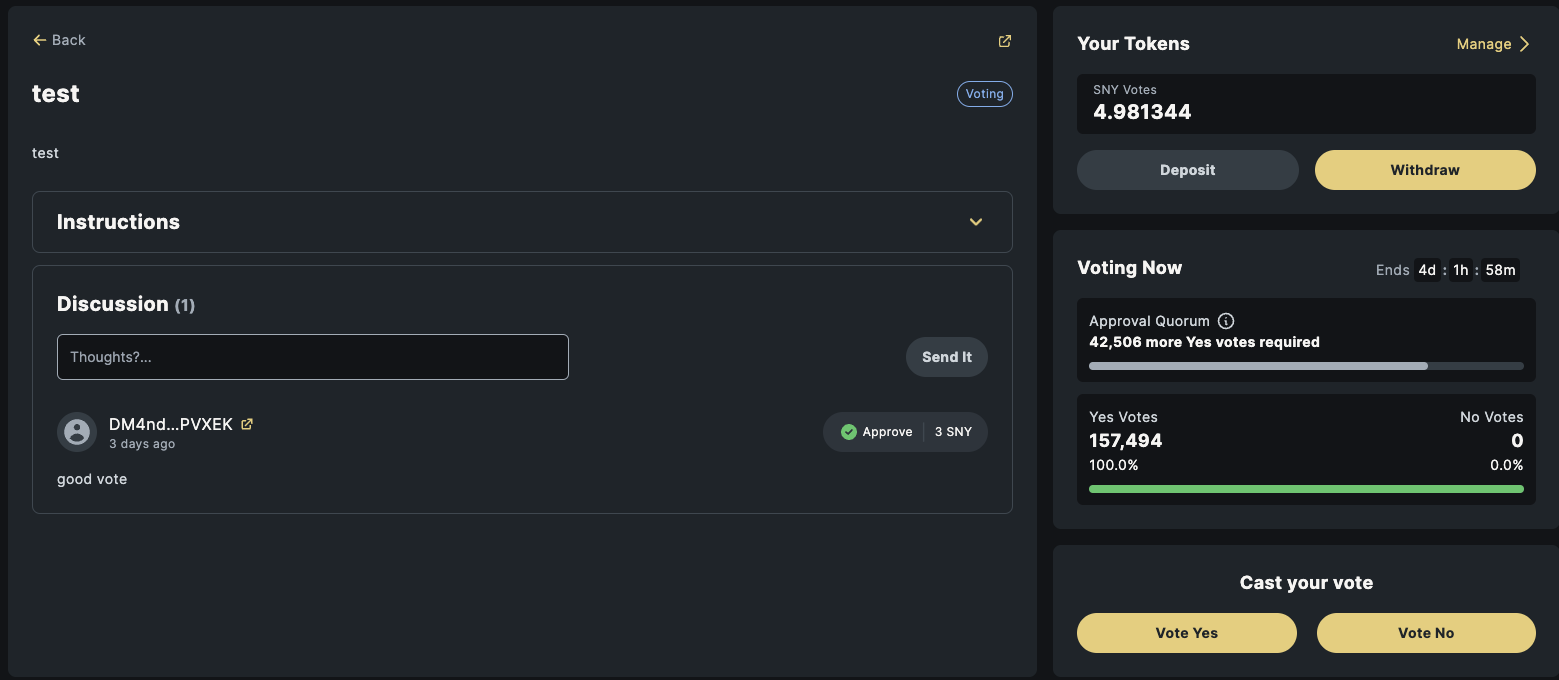 Back
test
Voting
test
Instructions
Discussion (1)
Thoughts?...
Send It
DM4nd...PVXEK
3 days ago
Approve
3 SNY
good vote
Your Tokens
Manage
SNY Votes
4.981344
Deposit
Withdraw
Voting Now
Ends 4d : 1h : 58m
Approval Quorum
42,506 more Yes votes required
Yes Votes
No Votes
157,494
0
100.0%
0.0%
Cast your vote
Vote Yes
Vote No